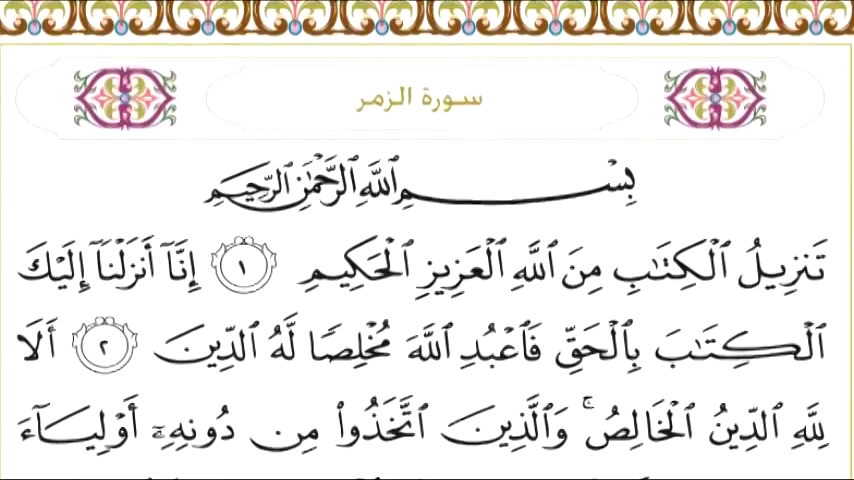 سورة الزمر
بِسْمِ ٱللَّهِ ٱلرَّحْمَٰنِ ٱلرَّحِيمِ
تَنزِيلُ ٱلْكِتَٰبِ مِنَ ٱللَّهِ ٱلْعَزِيزِ ٱلْحَكِيمِ ١ إِنَّآ أَنزَلْنَآ إِلَيْكَ
ٱلْكِتَٰبَ بِٱلْحَقِّ فَٱعْبُدِ ٱللَّهَ مُخْلِصًا لَّهُ ٱلدِّينَ ٢ أَلَا
لِلَّهِ ٱلدِّينُ ٱلْخَالِصُ ۚ وَٱلَّذِينَ ٱتَّخَذُوا۟ مِن دُونِهِۦٓ أَوْلِيَآءَ